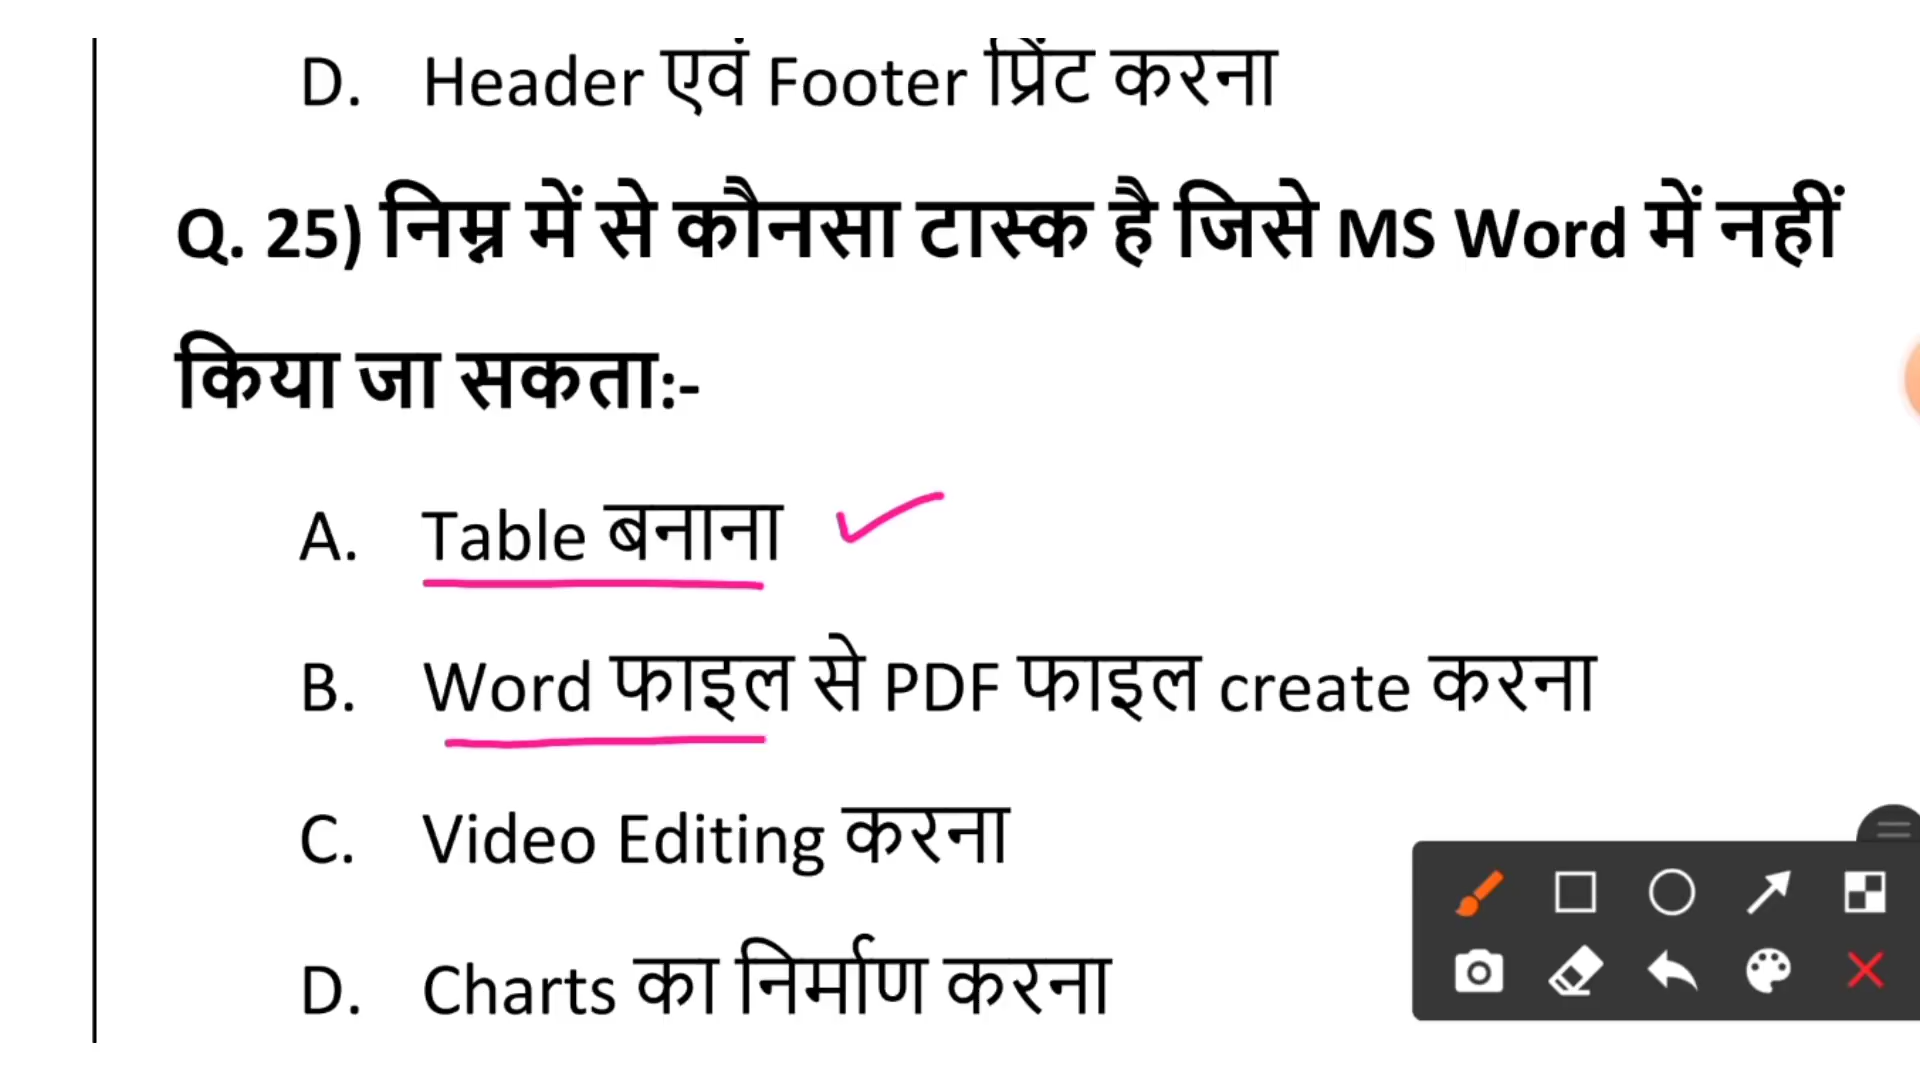 D. Header एवं Footer प्रिंट करना
Q. 25) निम्न में से कौनसा टास्क है जिसे MS Word में नहीं
किया जा सकता:-
A. Table बनाना
B. Word फाइल से PDF फाइल create करना
C. Video Editing करना
D. Charts का निर्माण करना